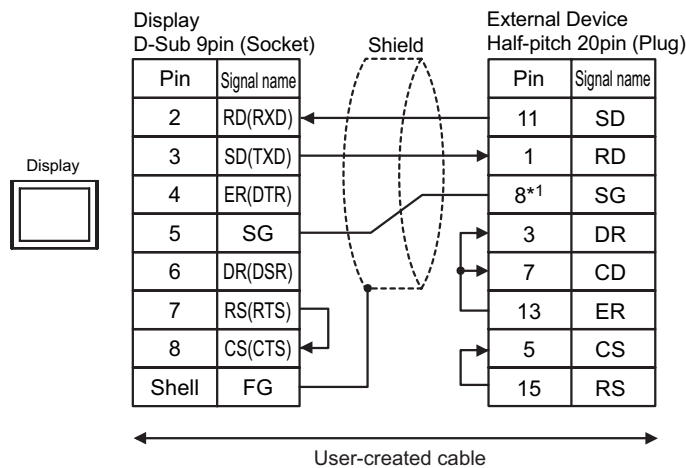 Display
D-Sub 9pin (Socket)
Shield
External Device
Half-pitch 20pin (Plug)
Pin Signal name
Pin Signal name
2 RD(RXD) 11 SD
3 SD(TXD) 1 RD
Display
4 ER(DTR) 8*1 SG
5 SG 3 DR
6 DR(DSR) 7 CD
7 RS(RTS) 13 ER
8 CS(CTS) 5 CS
Shell FG 15 RS
User-created cable